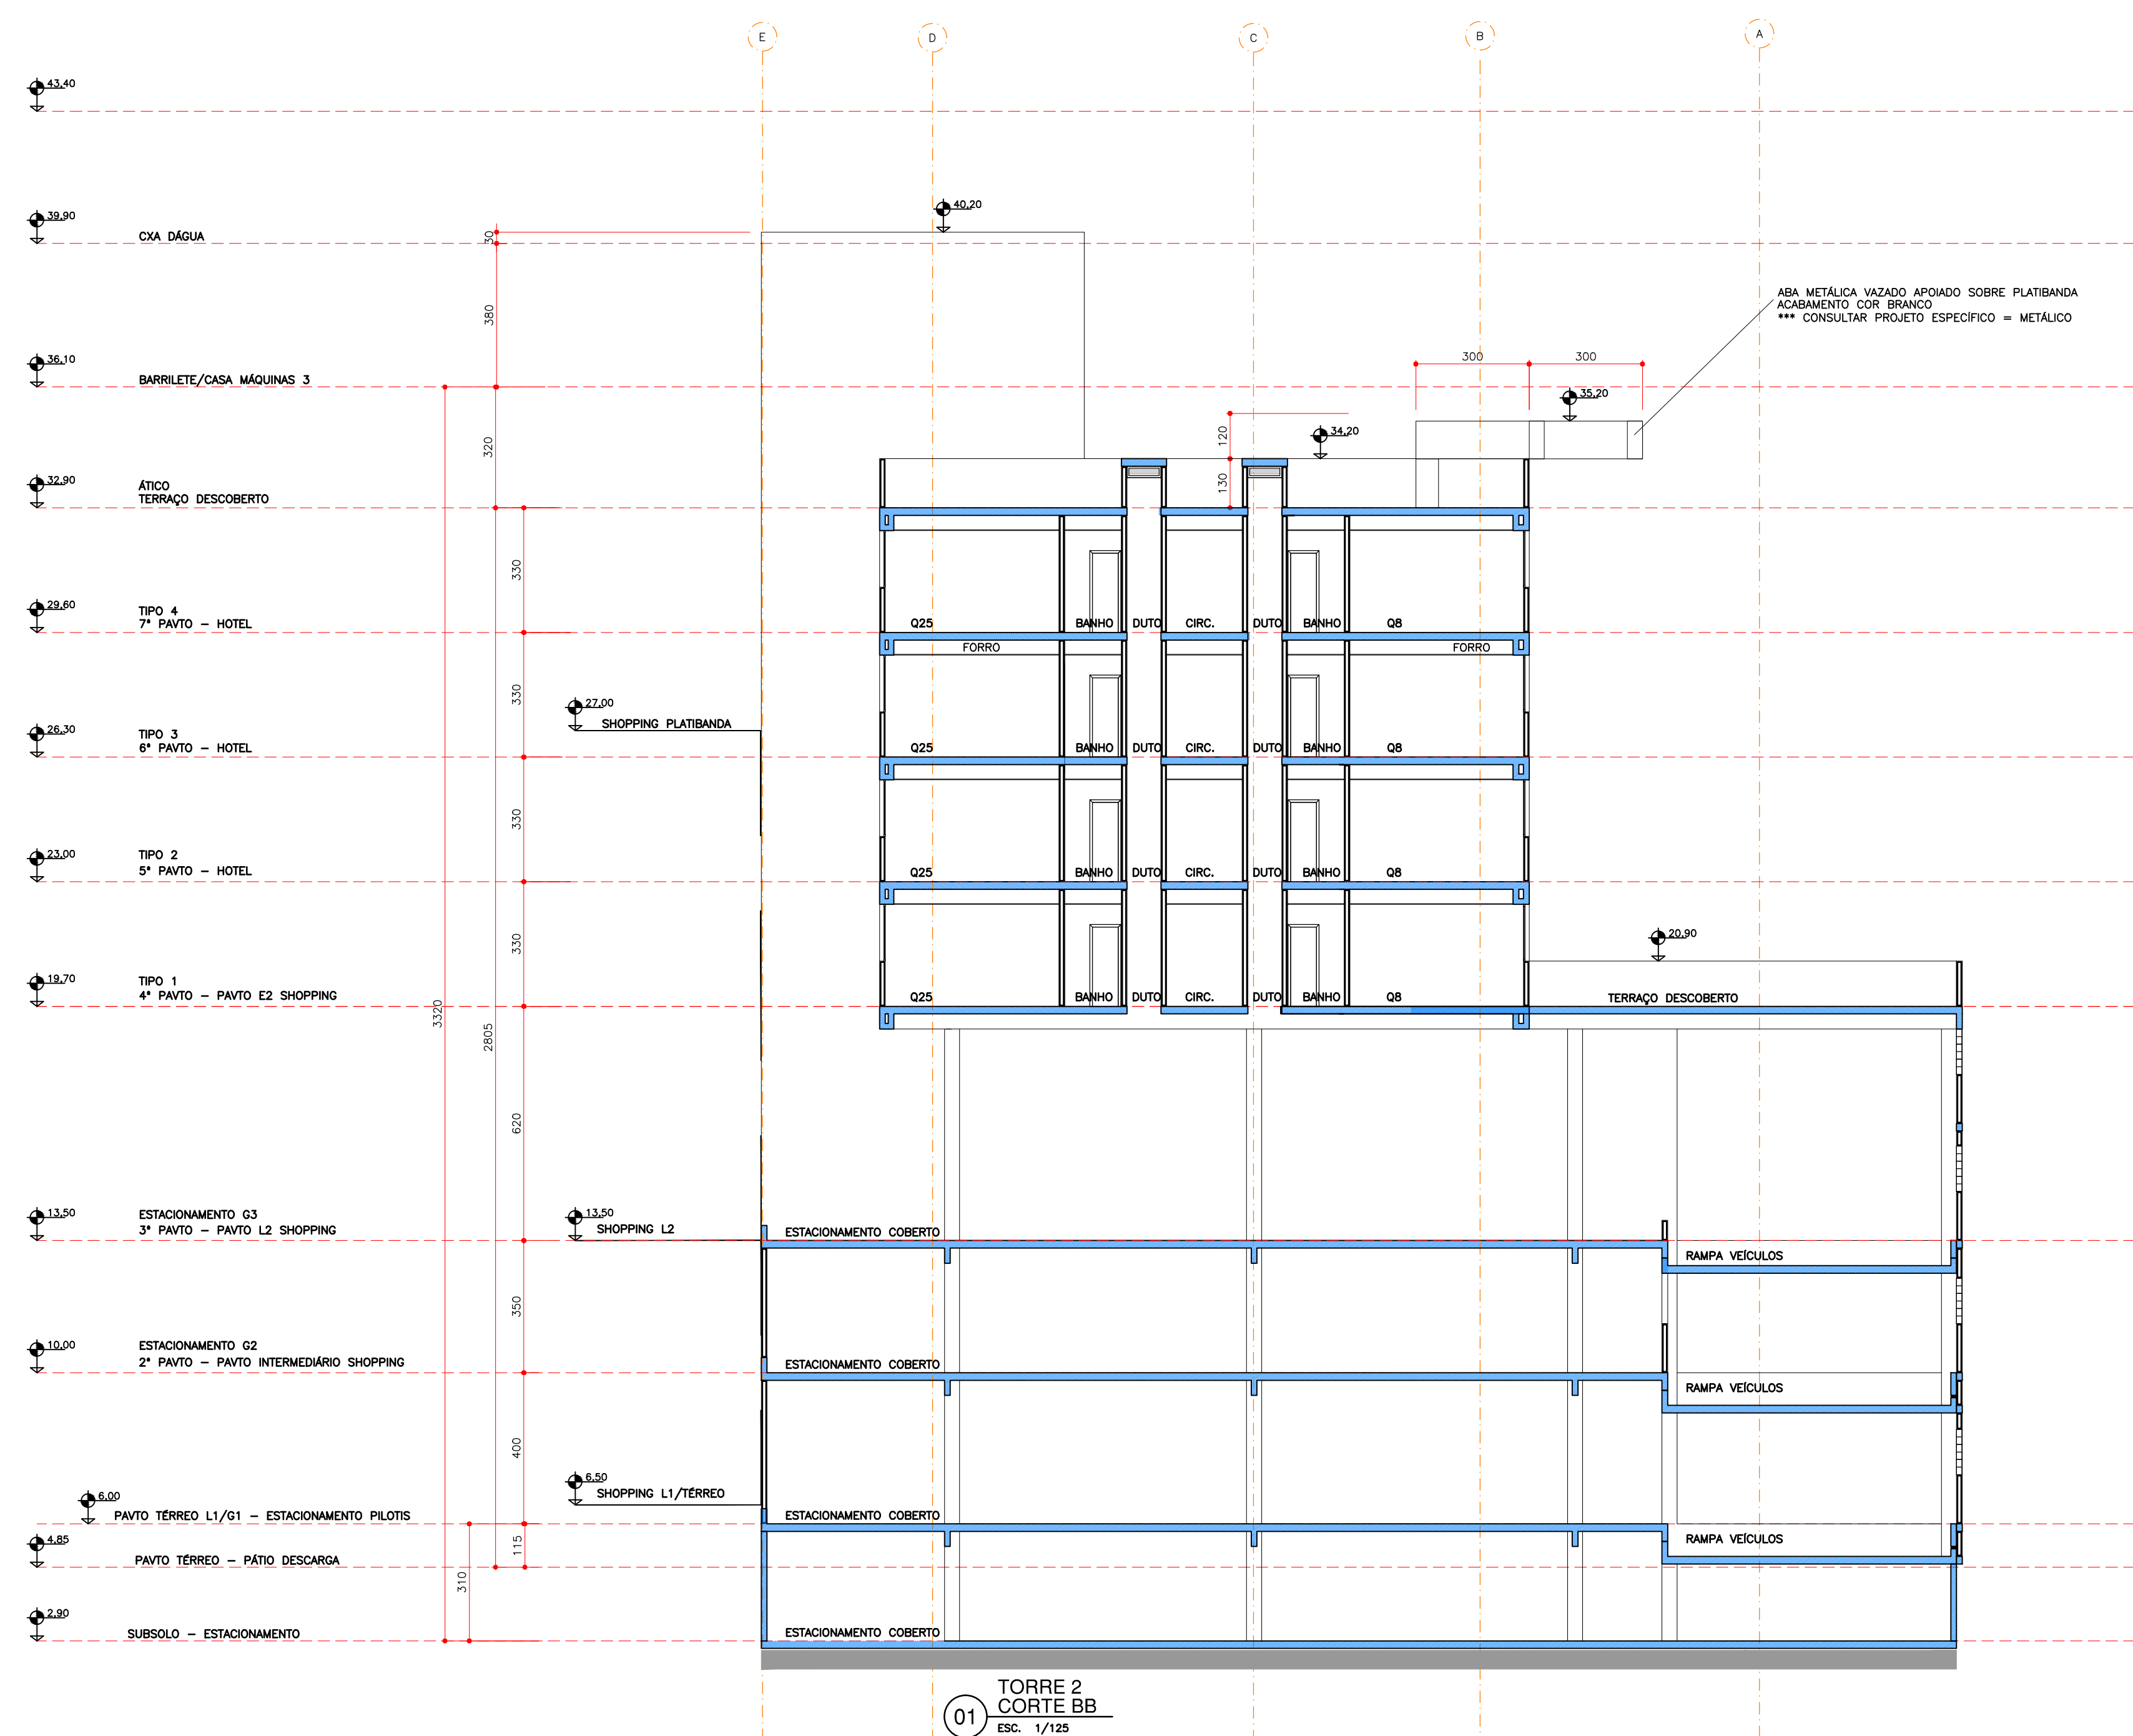 E
D
C
B
A
43.40
39.90
CXA DÁGUA
30
40.20
380
ABA METÁLICA VAZADO APOIADO SOBRE PLATIBANDA
ACABAMENTO COR BRANCO
*** CONSULTAR PROJETO ESPECÍFICO = METÁLICO
36.10
BARRILETE/CASA MÁQUINAS 3
300
300
35.20
320
120
34.20
130
32.90
ÁTICO
TERRAÇO DESCOBERTO
330
29.60
TIPO 4
7ª PAVTO – HOTEL
Q25
BANHO
DUTO
CIRC.
DUTO
BANHO
Q8
FORRO
FORRO
330
27.00
SHOPPING PLATIBANDA
26.30
TIPO 3
6ª PAVTO – HOTEL
Q25
BANHO
DUTO
CIRC.
DUTO
BANHO
Q8
330
23.00
TIPO 2
5ª PAVTO – HOTEL
Q25
BANHO
DUTO
CIRC.
DUTO
BANHO
Q8
330
20.90
19.70
TIPO 1
4ª PAVTO – PAVTO E2 SHOPPING
Q25
BANHO
DUTO
CIRC.
DUTO
BANHO
Q8
TERRAÇO DESCOBERTO
3320
2805
620
13.50
ESTACIONAMENTO G3
3ª PAVTO – PAVTO L2 SHOPPING
13.50
SHOPPING L2
ESTACIONAMENTO COBERTO
RAMPA VEÍCULOS
350
10.00
ESTACIONAMENTO G2
2ª PAVTO – PAVTO INTERMEDIÁRIO SHOPPING
ESTACIONAMENTO COBERTO
RAMPA VEÍCULOS
400
6.50
SHOPPING L1/TÉRREO
6.00
PAVTO TÉRREO L1/G1 – ESTACIONAMENTO PILOTIS
ESTACIONAMENTO COBERTO
RAMPA VEÍCULOS
115
4.85
PAVTO TÉRREO – PÁTIO DESCARGA
310
2.90
SUBSOLO – ESTACIONAMENTO
ESTACIONAMENTO COBERTO
01
TORRE 2
CORTE BB
ESC. 1/125